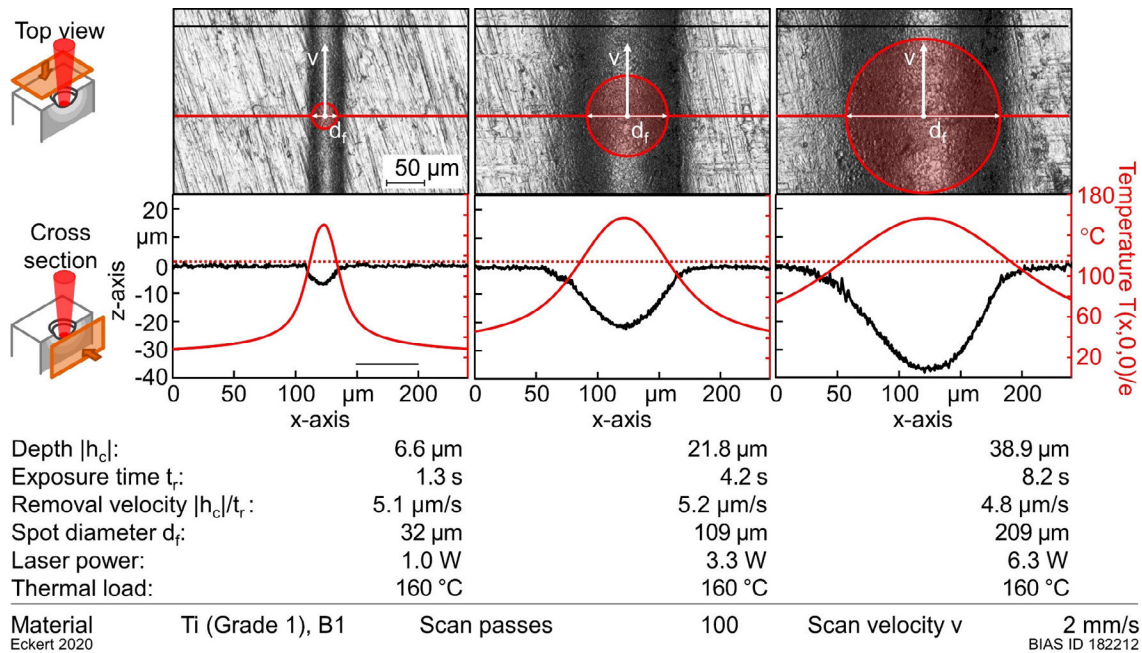 Top view
v
d_f
50 µm
v
d_f
v
d_f
Cross
section
z-axis
20
µm
0
-10
-20
-30
-40
0 50 100 µm 200
x-axis
0 50 100 µm 200
x-axis
0 50 100 µm 200
x-axis
180
°C
100
60
20
Temperature T(x,0,0)/e
Depth |h_c|: 6.6 µm 21.8 µm 38.9 µm
Exposure time t_r: 1.3 s 4.2 s 8.2 s
Removal velocity |h_c|/t_r : 5.1 µm/s 5.2 µm/s 4.8 µm/s
Spot diameter d_f: 32 µm 109 µm 209 µm
Laser power: 1.0 W 3.3 W 6.3 W
Thermal load: 160 °C 160 °C 160 °C
Material Ti (Grade 1), B1 Scan passes 100 Scan velocity v 2 mm/s
Eckert 2020 BIAS ID 182212